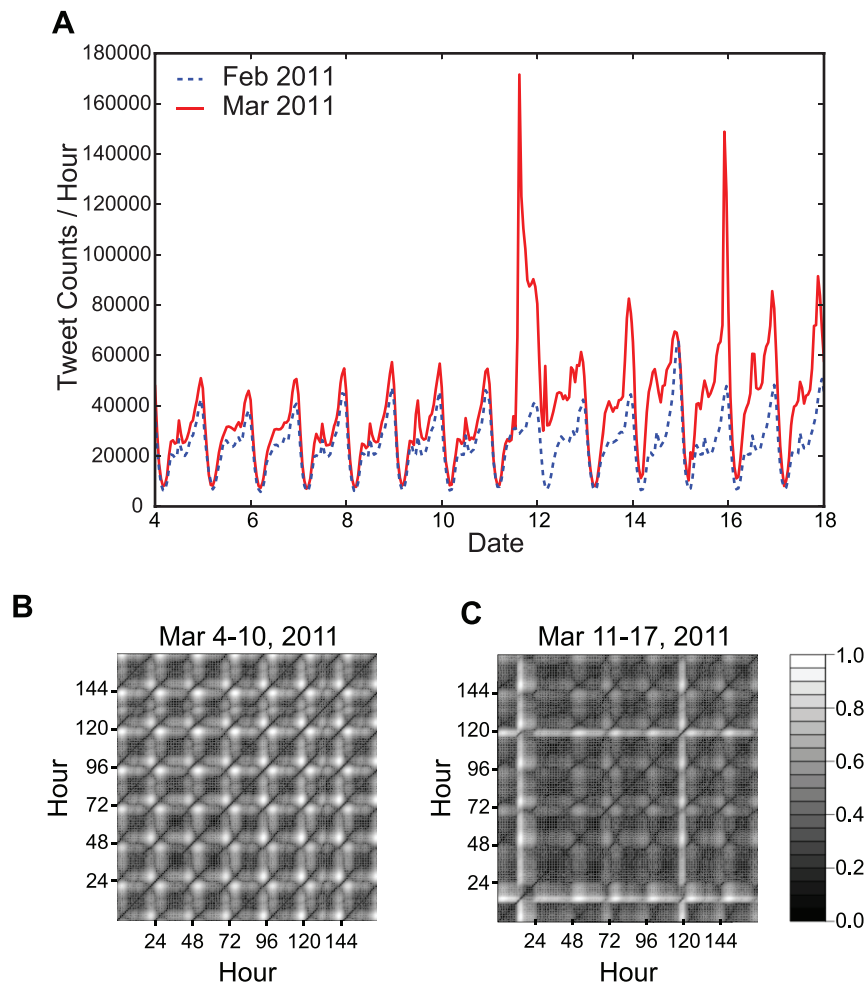 A
Tweet Counts / Hour
180000
160000
140000
120000
100000
80000
60000
40000
20000
0
Feb 2011
Mar 2011
4 6 8 10 12 14 16 18
Date
B
Mar 4-10, 2011
Hour
144
120
96
72
48
24
24 48 72 96 120 144
Hour
C
Mar 11-17, 2011
Hour
144
120
96
72
48
24
24 48 72 96 120 144
Hour
1.0
0.8
0.6
0.4
0.2
0.0